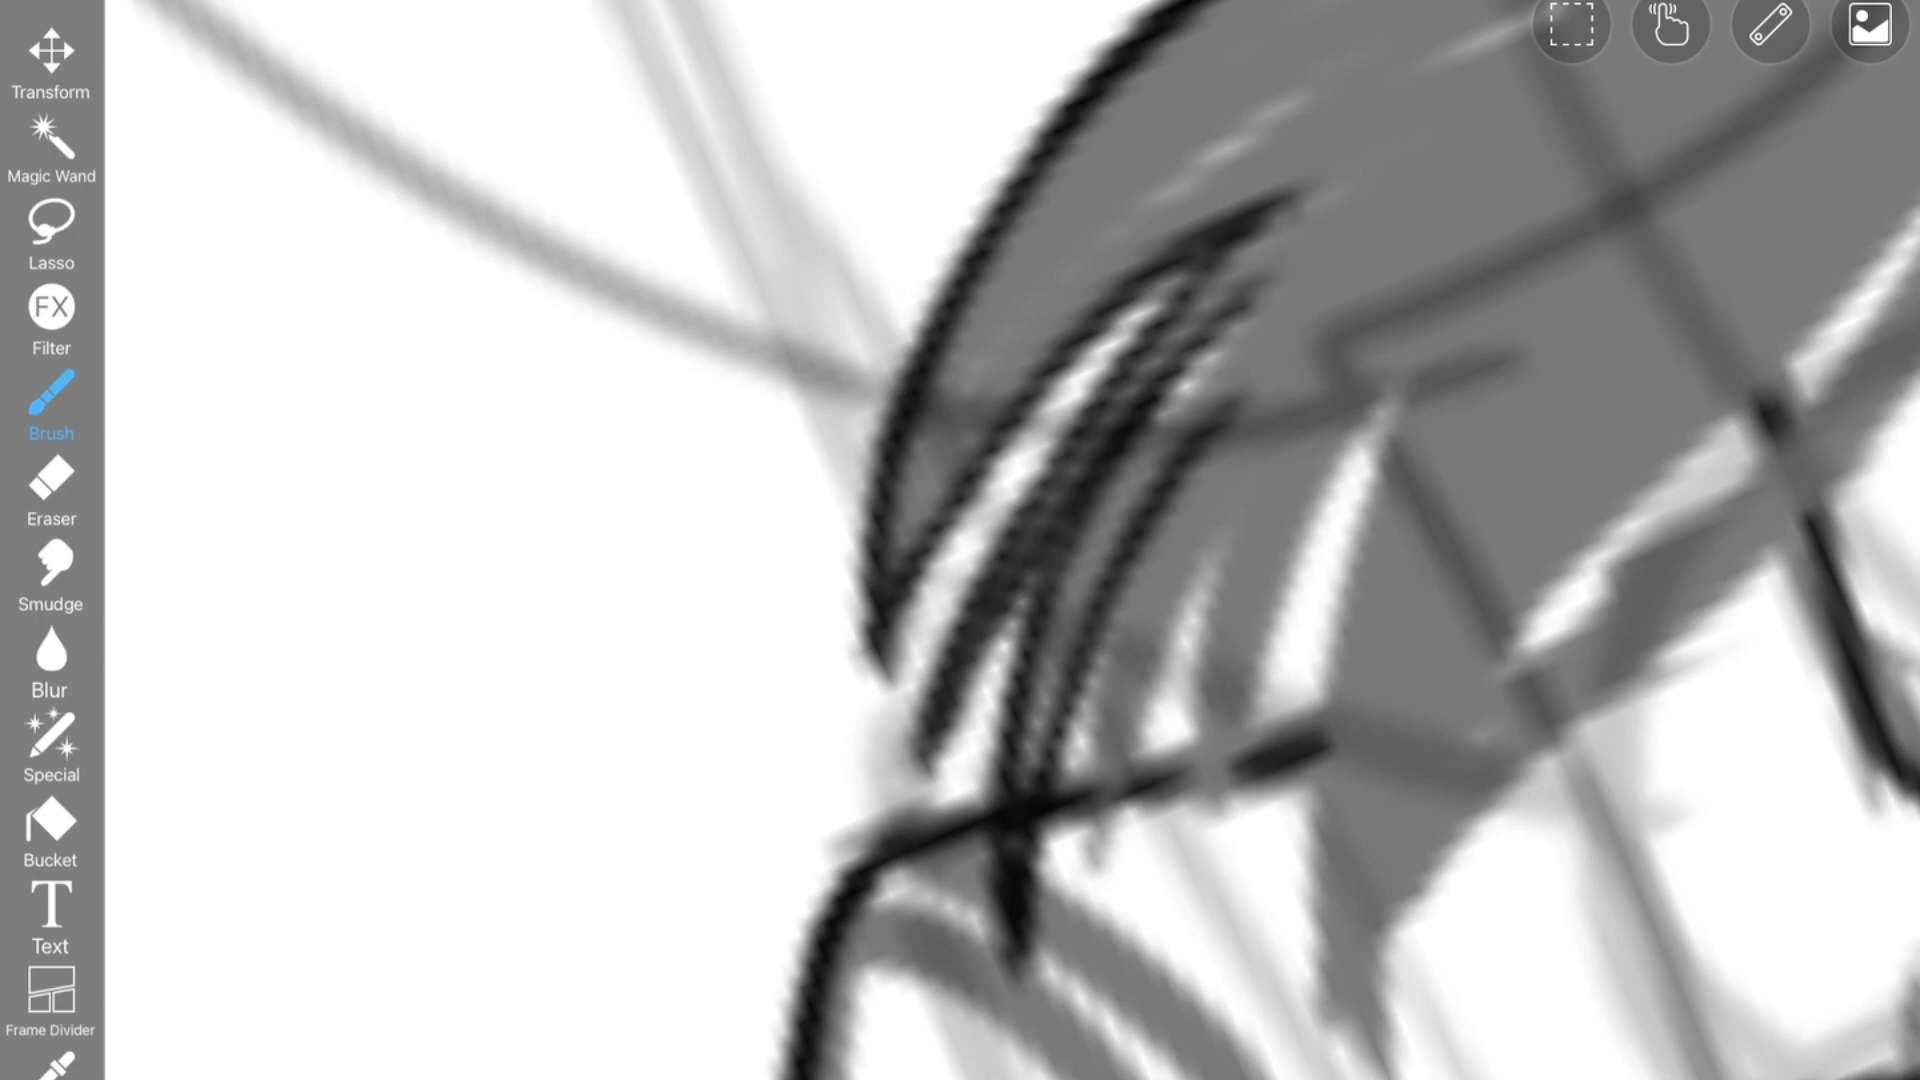 Transform
Magic Wand
Lasso
FX
Filter
Brush
Eraser
Smudge
Blur
Special
Bucket
T
Text
Frame Divider